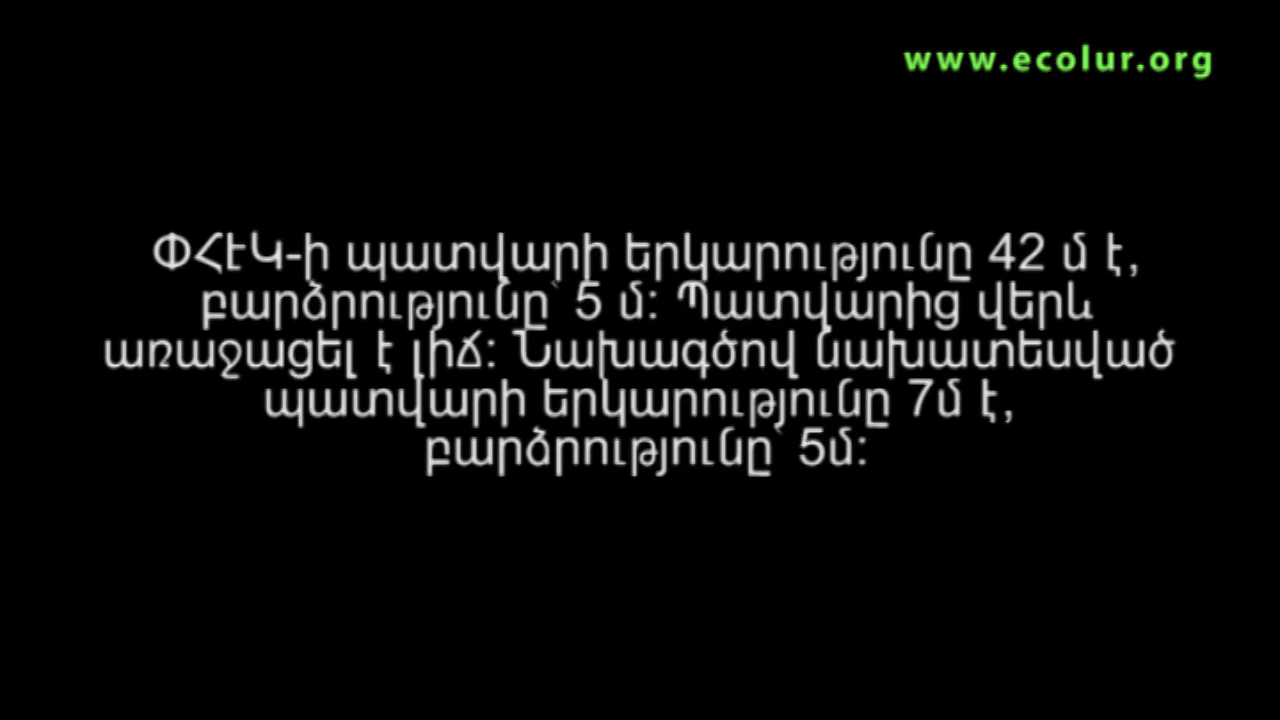 www.ecolur.org
ՓՀէԿ-ի պատվարի երկարությունը 42 մ է,
բարձրությունը` 5 մ: Պատվարից վերև
առաջացել է լիճ: Նախագծով նախատեսված
պատվարի երկարությունը 7մ է,
բարձրությունը` 5մ: